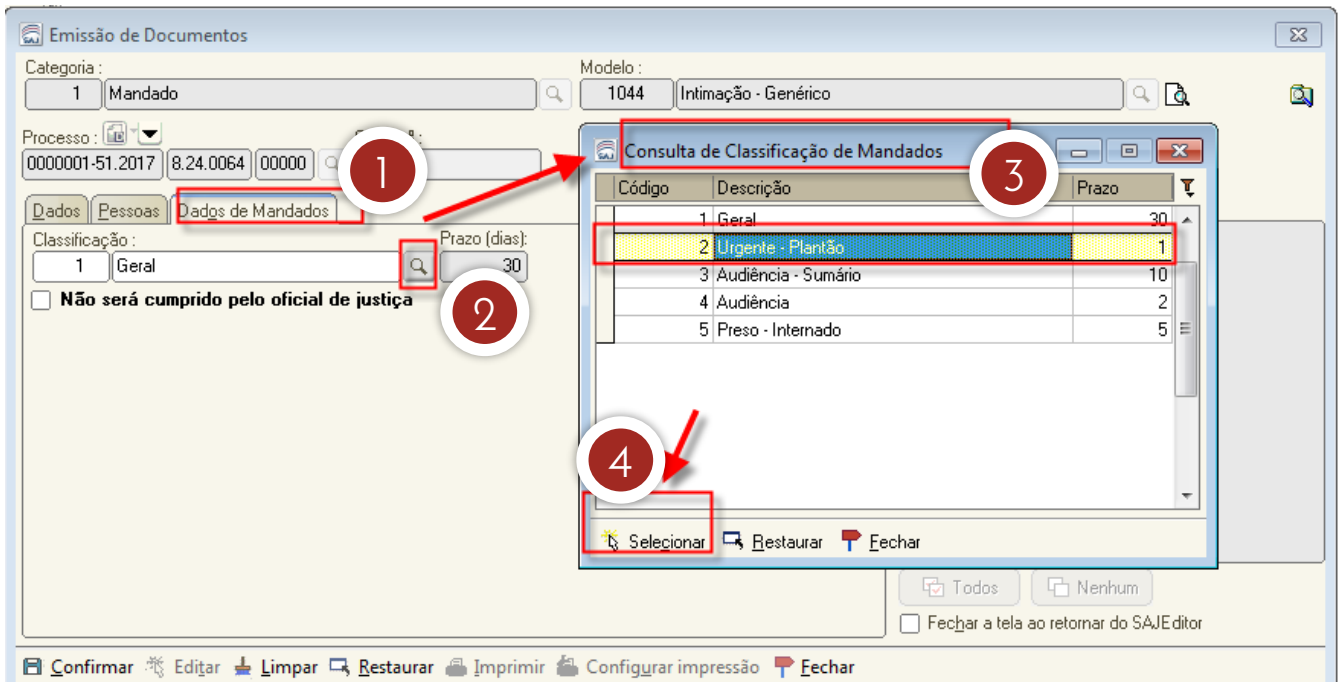 Emissão de Documentos
Categoria :
Modelo :
1 Mandado
1044 Intimação - Genérico
Processo :
0000001-51.2017 8.24.0064 00000
1
Dados Pessoas Dados de Mandados
Classificação :
Prazo (dias):
1 Geral
30
Não será cumprido pelo oficial de justiça
2
Consulta de Classificação de Mandados
3
Código Descrição Prazo
1 Geral 30
2 Urgente - Plantão 1
3 Audiência - Sumário 10
4 Audiência 2
5 Preso - Internado 5
4
Selecionar Restaurar Fechar
Todos Nenhum
Fechar a tela ao retornar do SAJEditor
Confirmar Editar Limpar Restaurar Imprimir Configurar impressão Fechar